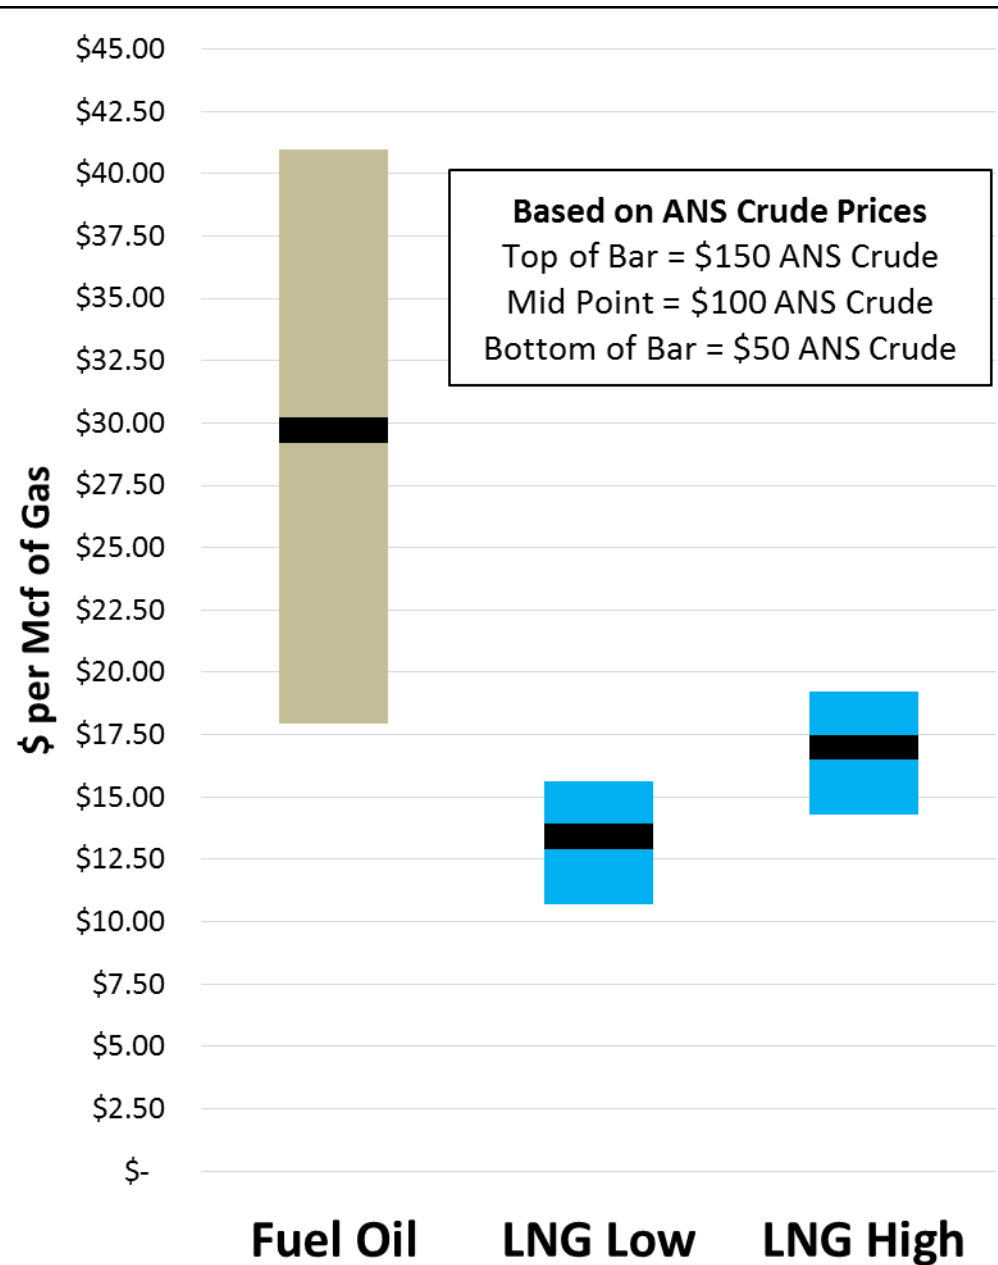 $45.00
$42.50
$40.00
$37.50
$35.00
$32.50
$30.00
$27.50
$25.00
$22.50
$20.00
$17.50
$15.00
$12.50
$10.00
$7.50
$5.00
$2.50
$-
$ per Mcf of Gas
Based on ANS Crude Prices
Top of Bar = $150 ANS Crude
Mid Point = $100 ANS Crude
Bottom of Bar = $50 ANS Crude
Fuel Oil
LNG Low
LNG High